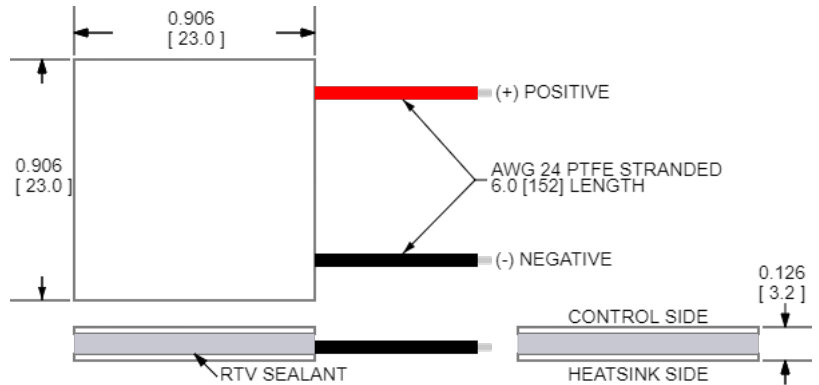 0.906
[ 23.0 ]
(+) POSITIVE
0.906
[ 23.0 ]
AWG 24 PTFE STRANDED
6.0 [152] LENGTH
(-) NEGATIVE
0.126
[ 3.2 ]
CONTROL SIDE
RTV SEALANT
HEATSINK SIDE